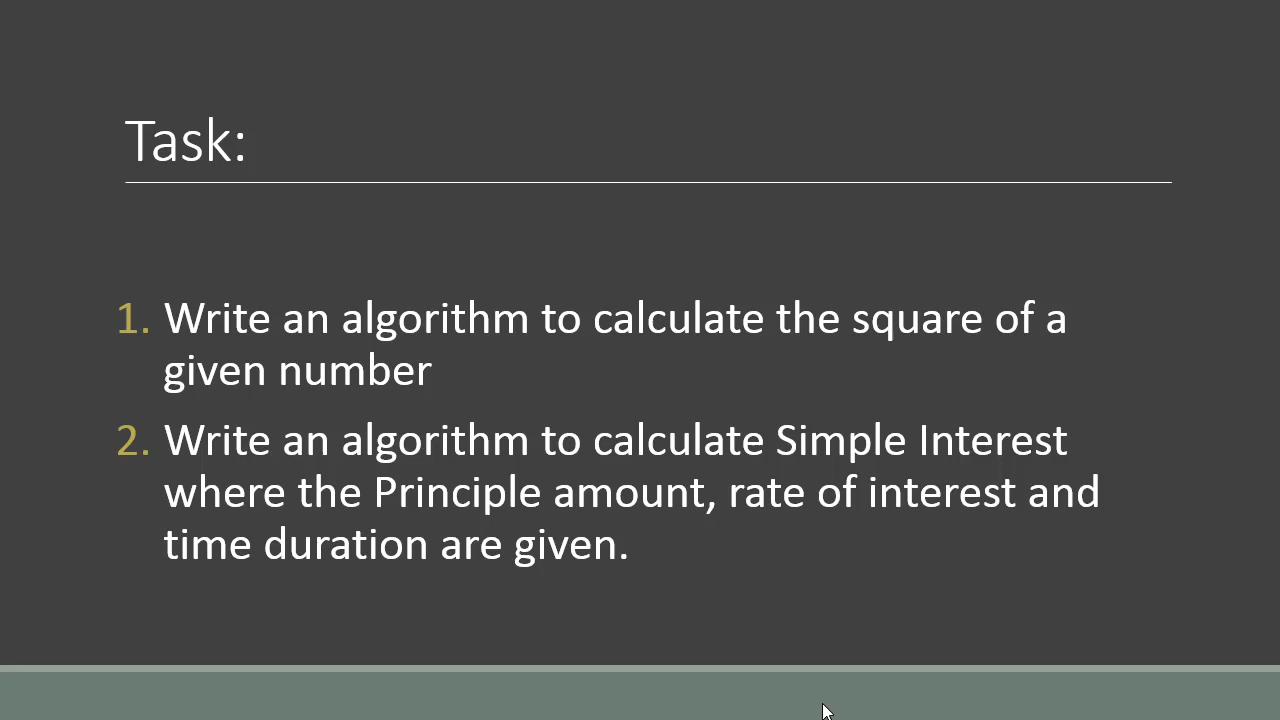 Task:
1. Write an algorithm to calculate the square of a
given number
2. Write an algorithm to calculate Simple Interest
where the Principle amount, rate of interest and
time duration are given.